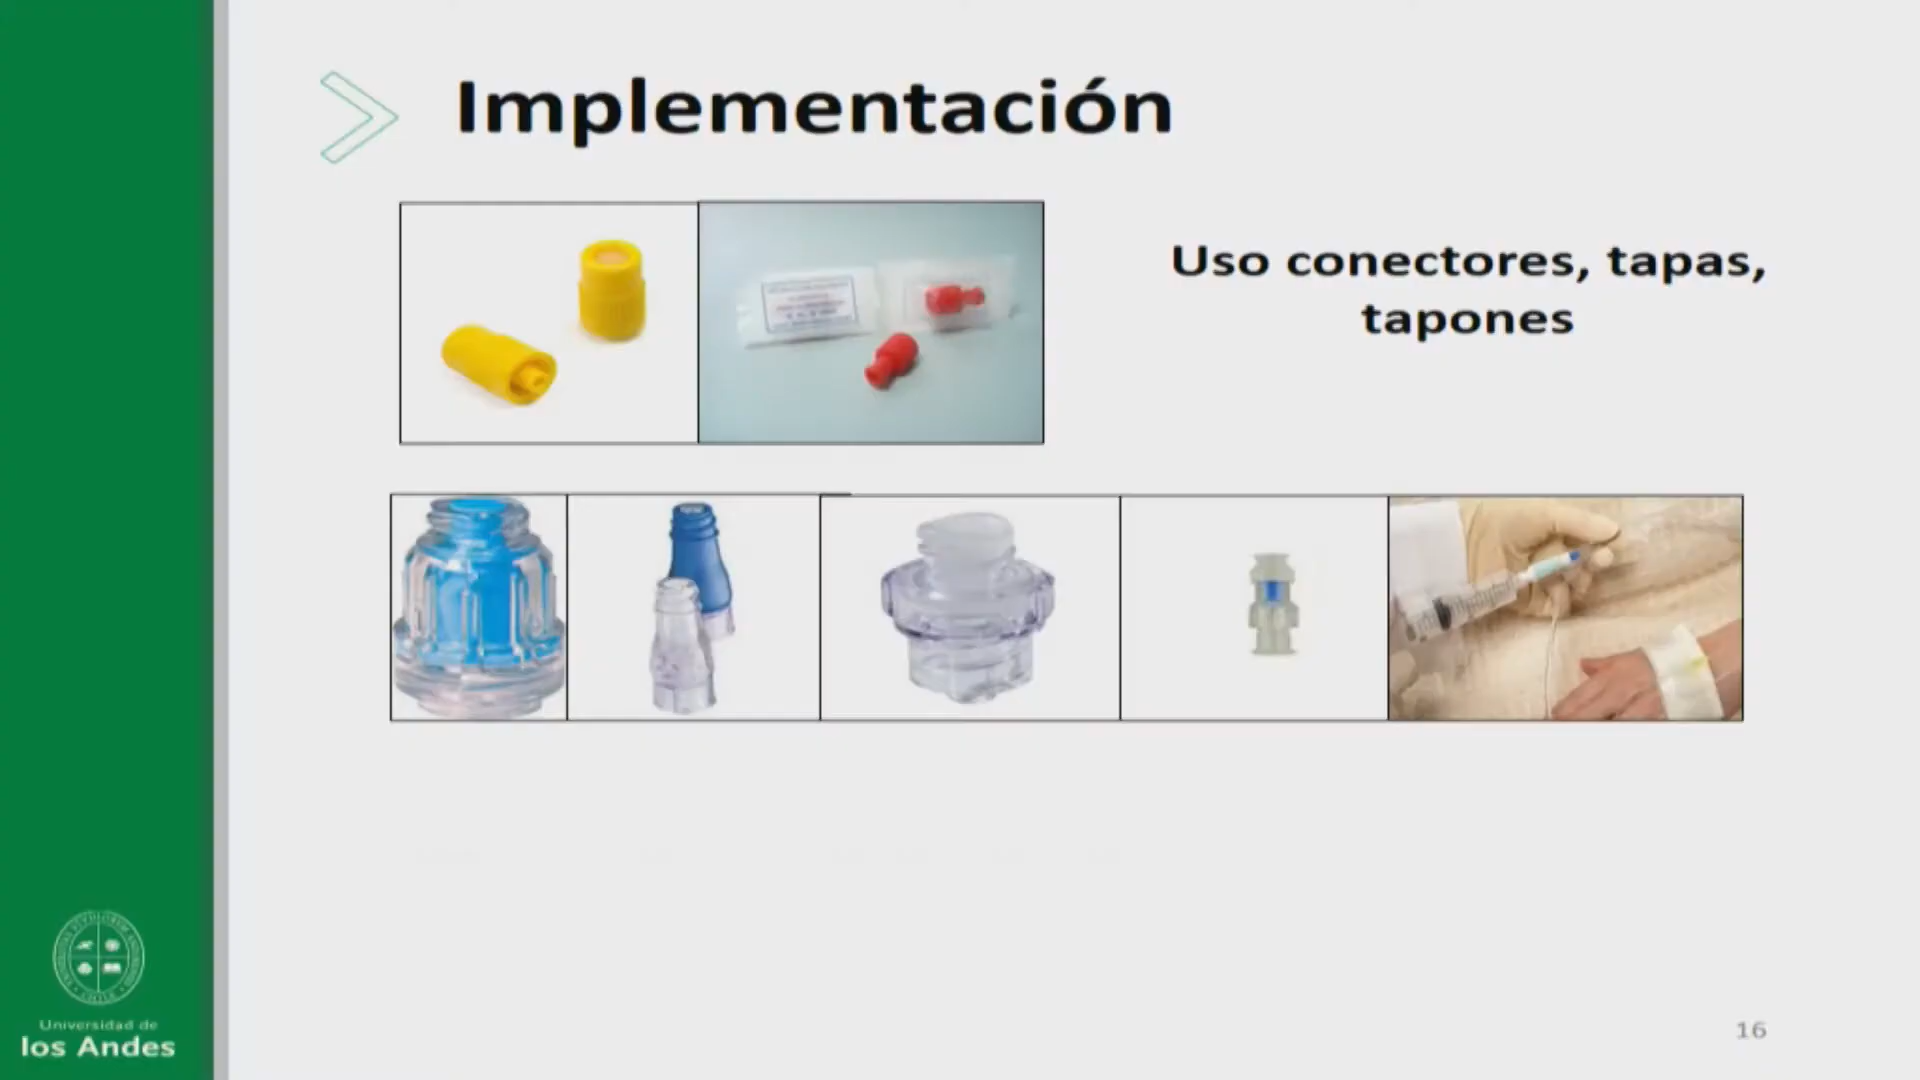 Implementación
Uso conectores, tapas,
tapones
Universidad de
los Andes
16